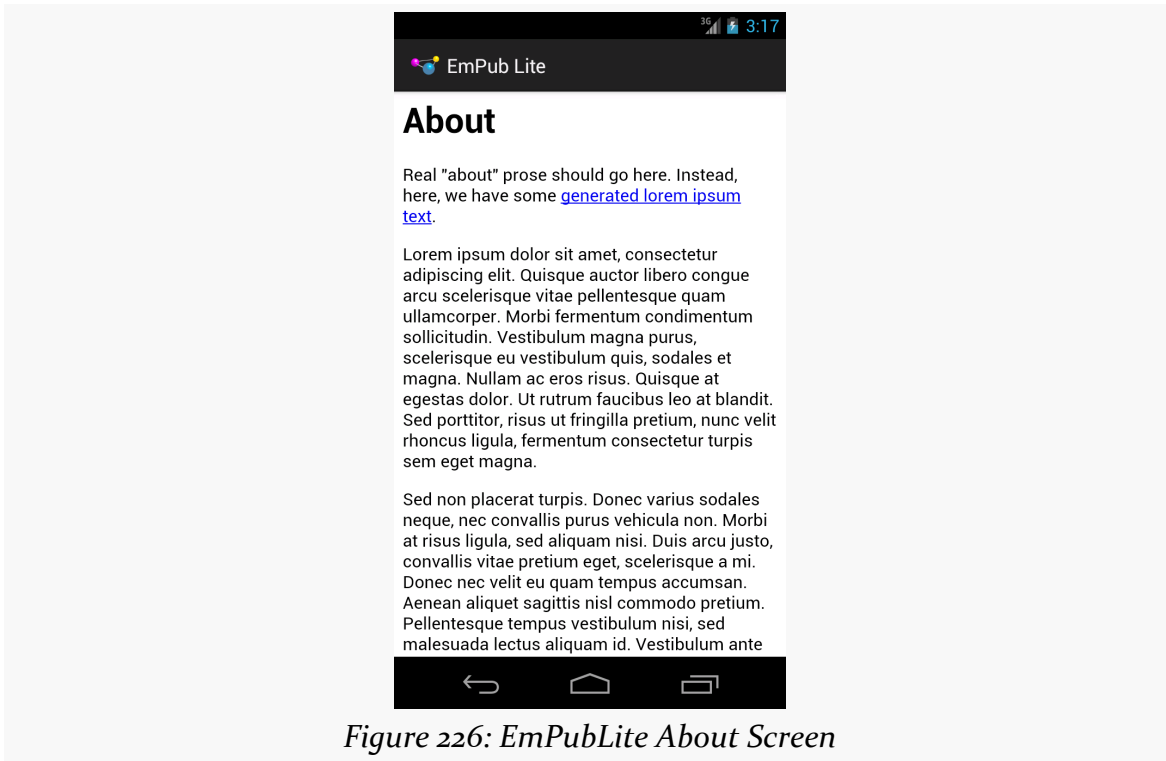 3G 3:17
EmPub Lite
About
Real "about" prose should go here. Instead,
here, we have some generated lorem ipsum
text.
Lorem ipsum dolor sit amet, consectetur
adipiscing elit. Quisque auctor libero congue
arcu scelerisque vitae pellentesque quam
ullamcorper. Morbi fermentum condimentum
sollicitudin. Vestibulum magna purus,
scelerisque eu vestibulum quis, sodales et
magna. Nullam ac eros risus. Quisque at
egestas dolor. Ut rutrum faucibus leo at blandit.
Sed porttitor, risus ut fringilla pretium, nunc velit
rhoncus ligula, fermentum consectetur turpis
sem eget magna.
Sed non placerat turpis. Donec varius sodales
neque, nec convallis purus vehicula non. Morbi
at risus ligula, sed aliquam nisi. Duis arcu justo,
convallis vitae pretium eget, scelerisque a mi.
Donec nec velit eu quam tempus accumsan.
Aenean aliquet sagittis nisl commodo pretium.
Pellentesque tempus vestibulum nisi, sed
malesuada lectus aliquam id. Vestibulum ante
Figure 226: EmPubLite About Screen